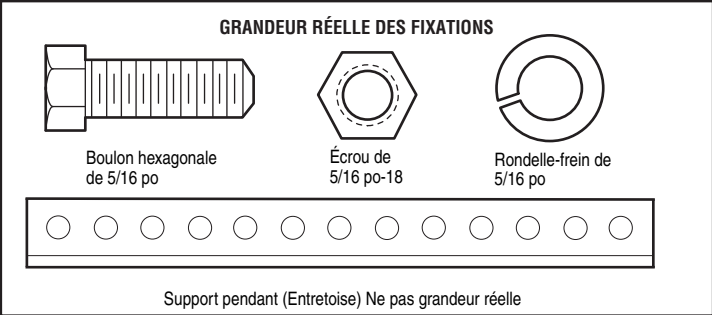 GRANDEUR RÉELLE DES FIXATIONS
Boulon hexagonale
de 5/16 po
Écrou de
5/16 po-18
Rondelle-frein de
5/16 po
Support pendant (Entretoise) Ne pas grandeur réelle